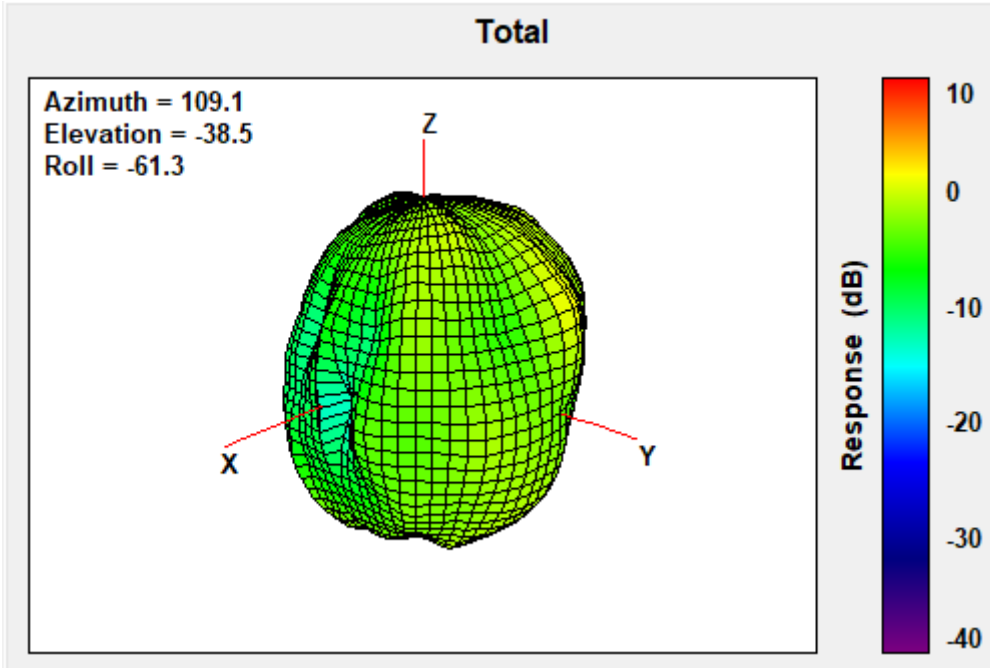 Total
Azimuth = 109.1
Elevation = -38.5
Roll = -61.3
Z
X
Y
10
0
-10
-20
-30
-40
Response (dB)